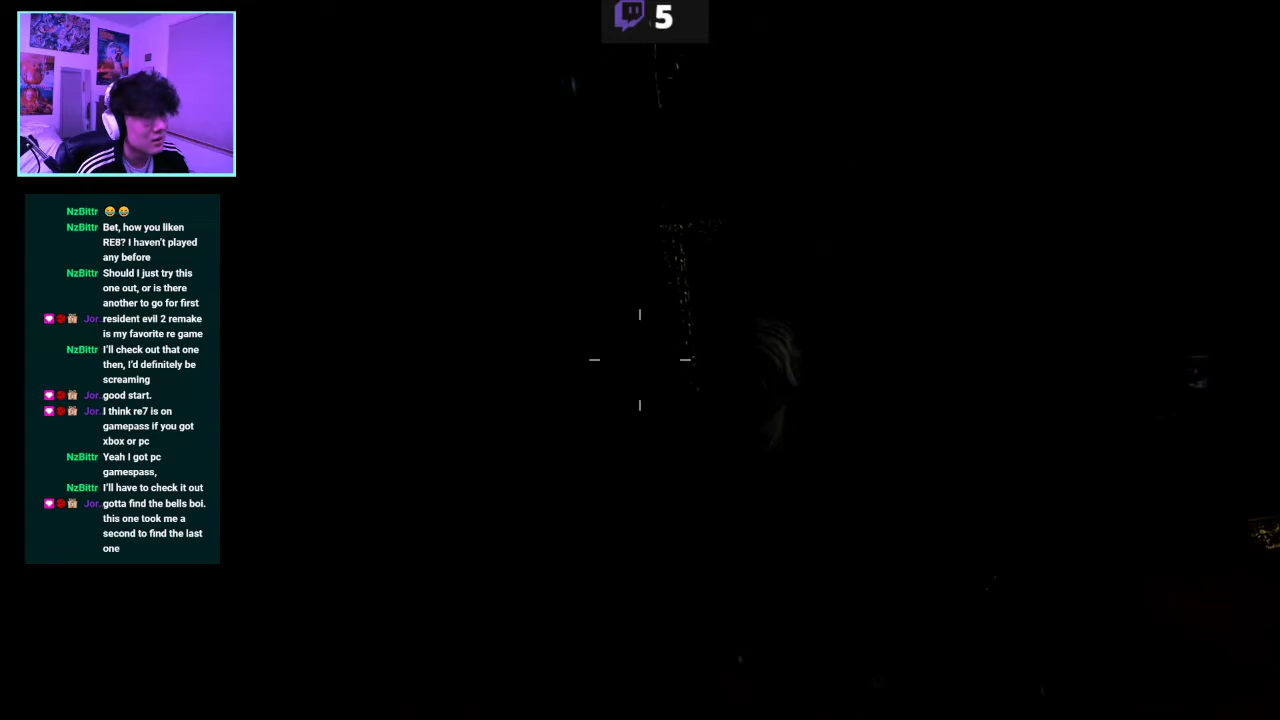 5
NzBittr 😂 😂
NzBittr Bet, how you liken
RE8? I haven't played
any before
NzBittr Should I just try this
one out, or is there
another to go for first
Jor.. resident evil 2 remake
is my favorite re game
NzBittr I'll check out that one
then, I'd definitely be
screaming
Jor.. good start.
Jor.. I think re7 is on
gamepass if you got
xbox or pc
NzBittr Yeah I got pc
gamespass,
NzBittr I'll have to check it out
Jor.. gotta find the bells boi.
this one took me a
second to find the last
one